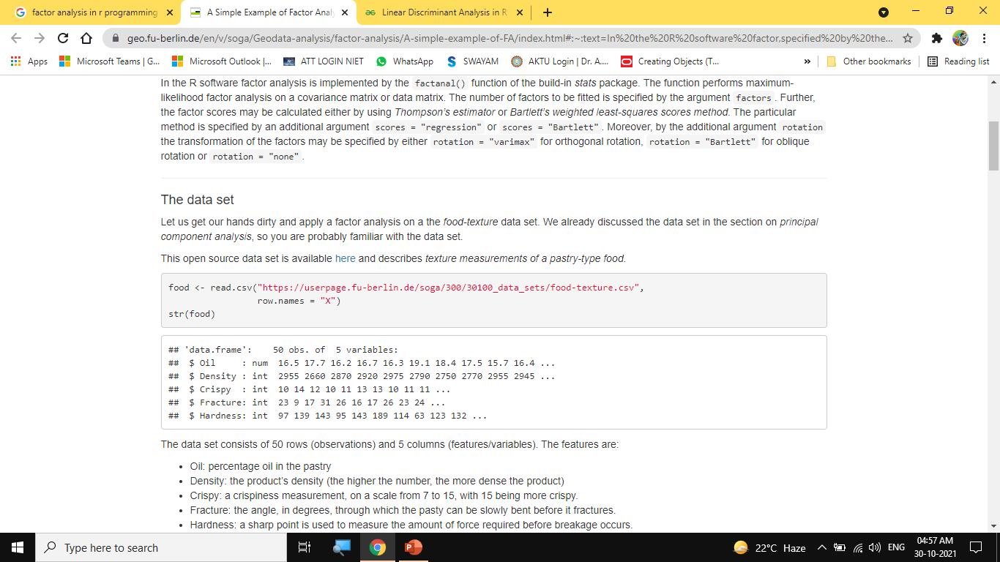 factor analysis in r programming
A Simple Example of Factor Analy
Linear Discriminant Analysis in R
geo.fu-berlin.de/en/v/soga/Geodata-analysis/factor-analysis/A-simple-example-of-FA/index.html#:~:text=In%20the%20R%20software%20factor,specified%20by%20the...
Apps Microsoft Teams | G... Microsoft Outlook |... ATT LOGIN NIET WhatsApp SWAYAM AKTU Login | Dr. A.... Creating Objects (T... » Other bookmarks Reading list
In the R software factor analysis is implemented by the factanal() function of the build-in stats package. The function performs maximum-
likelihood factor analysis on a covariance matrix or data matrix. The number of factors to be fitted is specified by the argument factors . Further,
the factor scores may be calculated either by using Thompson's estimator or Bartlett's weighted least-squares scores method. The particular
method is specified by an additional argument scores = "regression" or scores = "Bartlett" . Moreover, by the additional argument rotation
the transformation of the factors may be specified by either rotation = "varimax" for orthogonal rotation, rotation = "Bartlett" for oblique
rotation or rotation = "none" .
The data set
Let us get our hands dirty and apply a factor analysis on a the food-texture data set. We already discussed the data set in the section on principal
component analysis, so you are probably familiar with the data set.
This open source data set is available here and describes texture measurements of a pastry-type food.
food <- read.csv("https://userpage.fu-berlin.de/soga/300/30100_data_sets/food-texture.csv",
row.names = "X")
str(food)
## 'data.frame': 50 obs. of 5 variables:
## $ Oil : num 16.5 17.7 16.2 16.7 16.3 19.1 18.4 17.5 15.7 16.4 ...
## $ Density : int 2955 2660 2870 2920 2975 2790 2750 2770 2955 2945 ...
## $ Crispy : int 10 14 12 10 11 13 13 10 11 11 ...
## $ Fracture: int 23 9 17 31 26 16 17 26 23 24 ...
## $ Hardness: int 97 139 143 95 143 189 114 63 123 132 ...
The data set consists of 50 rows (observations) and 5 columns (features/variables). The features are:
• Oil: percentage oil in the pastry
• Density: the product's density (the higher the number, the more dense the product)
• Crispy: a crispiness measurement, on a scale from 7 to 15, with 15 being more crispy.
• Fracture: the angle, in degrees, through which the pasty can be slowly bent before it fractures.
• Hardness: a sharp point is used to measure the amount of force required before breakage occurs.
Type here to search
22°C Haze
ENG
04:57 AM
30-10-2021